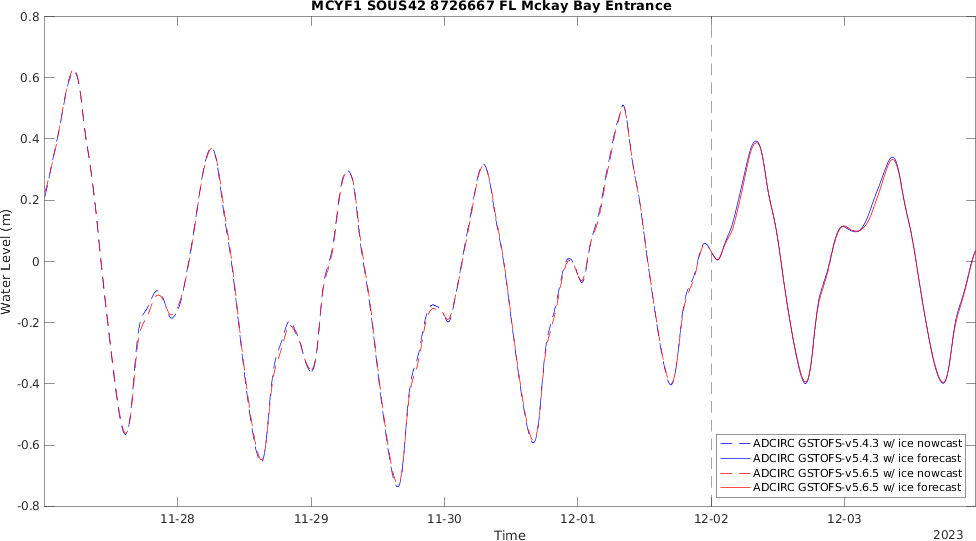 MCYF1 SOUS42 8726667 FL Mckay Bay Entrance
0.8
0.6
0.4
0.2
0
-0.2
-0.4
-0.6
-0.8
Water Level (m)
ADCIRC GSTOFS-v5.4.3 w/ ice nowcast
ADCIRC GSTOFS-v5.4.3 w/ ice forecast
ADCIRC GSTOFS-v5.6.5 w/ ice nowcast
ADCIRC GSTOFS-v5.6.5 w/ ice forecast
11-28 11-29 11-30 12-01 12-02 12-03
Time
2023